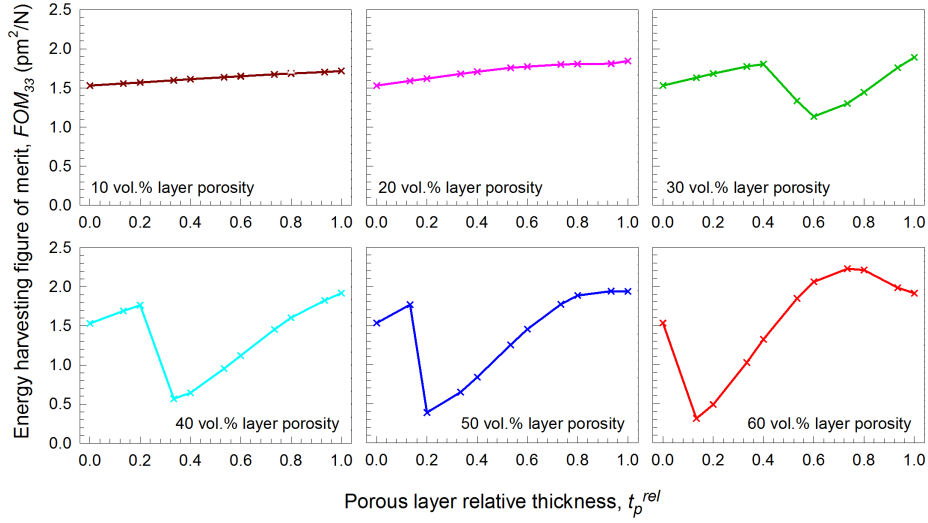 Energy harvesting figure of merit, FOM33 (pm²/N)
2.5
2.0
1.5
1.0
0.5
0.0
10 vol.% layer porosity
20 vol.% layer porosity
30 vol.% layer porosity
0.0 0.2 0.4 0.6 0.8 1.0
0.0 0.2 0.4 0.6 0.8 1.0
0.0 0.2 0.4 0.6 0.8 1.0
2.5
2.0
1.5
1.0
0.5
0.0
40 vol.% layer porosity
50 vol.% layer porosity
60 vol.% layer porosity
0.0 0.2 0.4 0.6 0.8 1.0
0.0 0.2 0.4 0.6 0.8 1.0
0.0 0.2 0.4 0.6 0.8 1.0
Porous layer relative thickness, tp rel